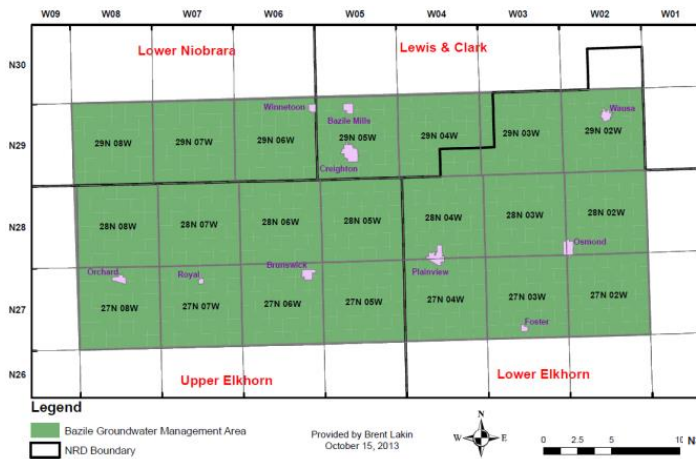 W09 W08 W07 W06 W05 W04 W03 W02 W01
Lower Niobrara Lewis & Clark
N30
Winnetoon Bazile Mills Wausa
N29
29N 08W 29N 07W 29N 06W 29N 05W 29N 04W 29N 03W 29N 02W
Creighton
N28
28N 08W 28N 07W 28N 06W 28N 05W 28N 04W 28N 03W 28N 02W
Osmond
Orchard Royal Brunswick Plainview
N27
27N 08W 27N 07W 27N 06W 27N 05W 27N 04W 27N 03W 27N 02W
Foster
N26
Upper Elkhorn Lower Elkhorn
Legend
Bazile Groundwater Management Area
NRD Boundary
Provided by Brent Lakin
October 15, 2013
N
W E
S
0 2.5 5 10